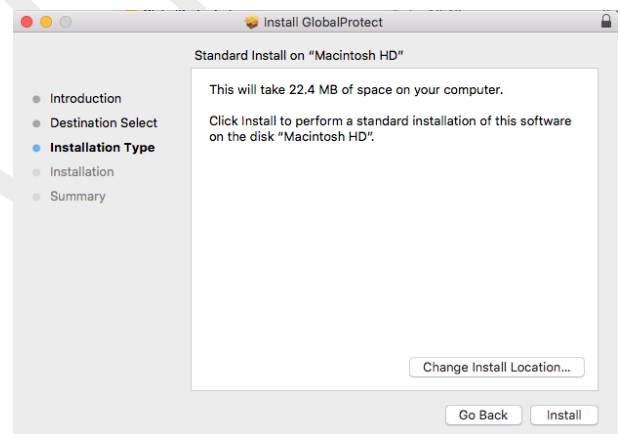 Install GlobalProtect
Standard Install on “Macintosh HD”
Introduction
Destination Select
Installation Type
Installation
Summary
This will take 22.4 MB of space on your computer.
Click Install to perform a standard installation of this software
on the disk “Macintosh HD”.
Change Install Location...
Go Back
Install